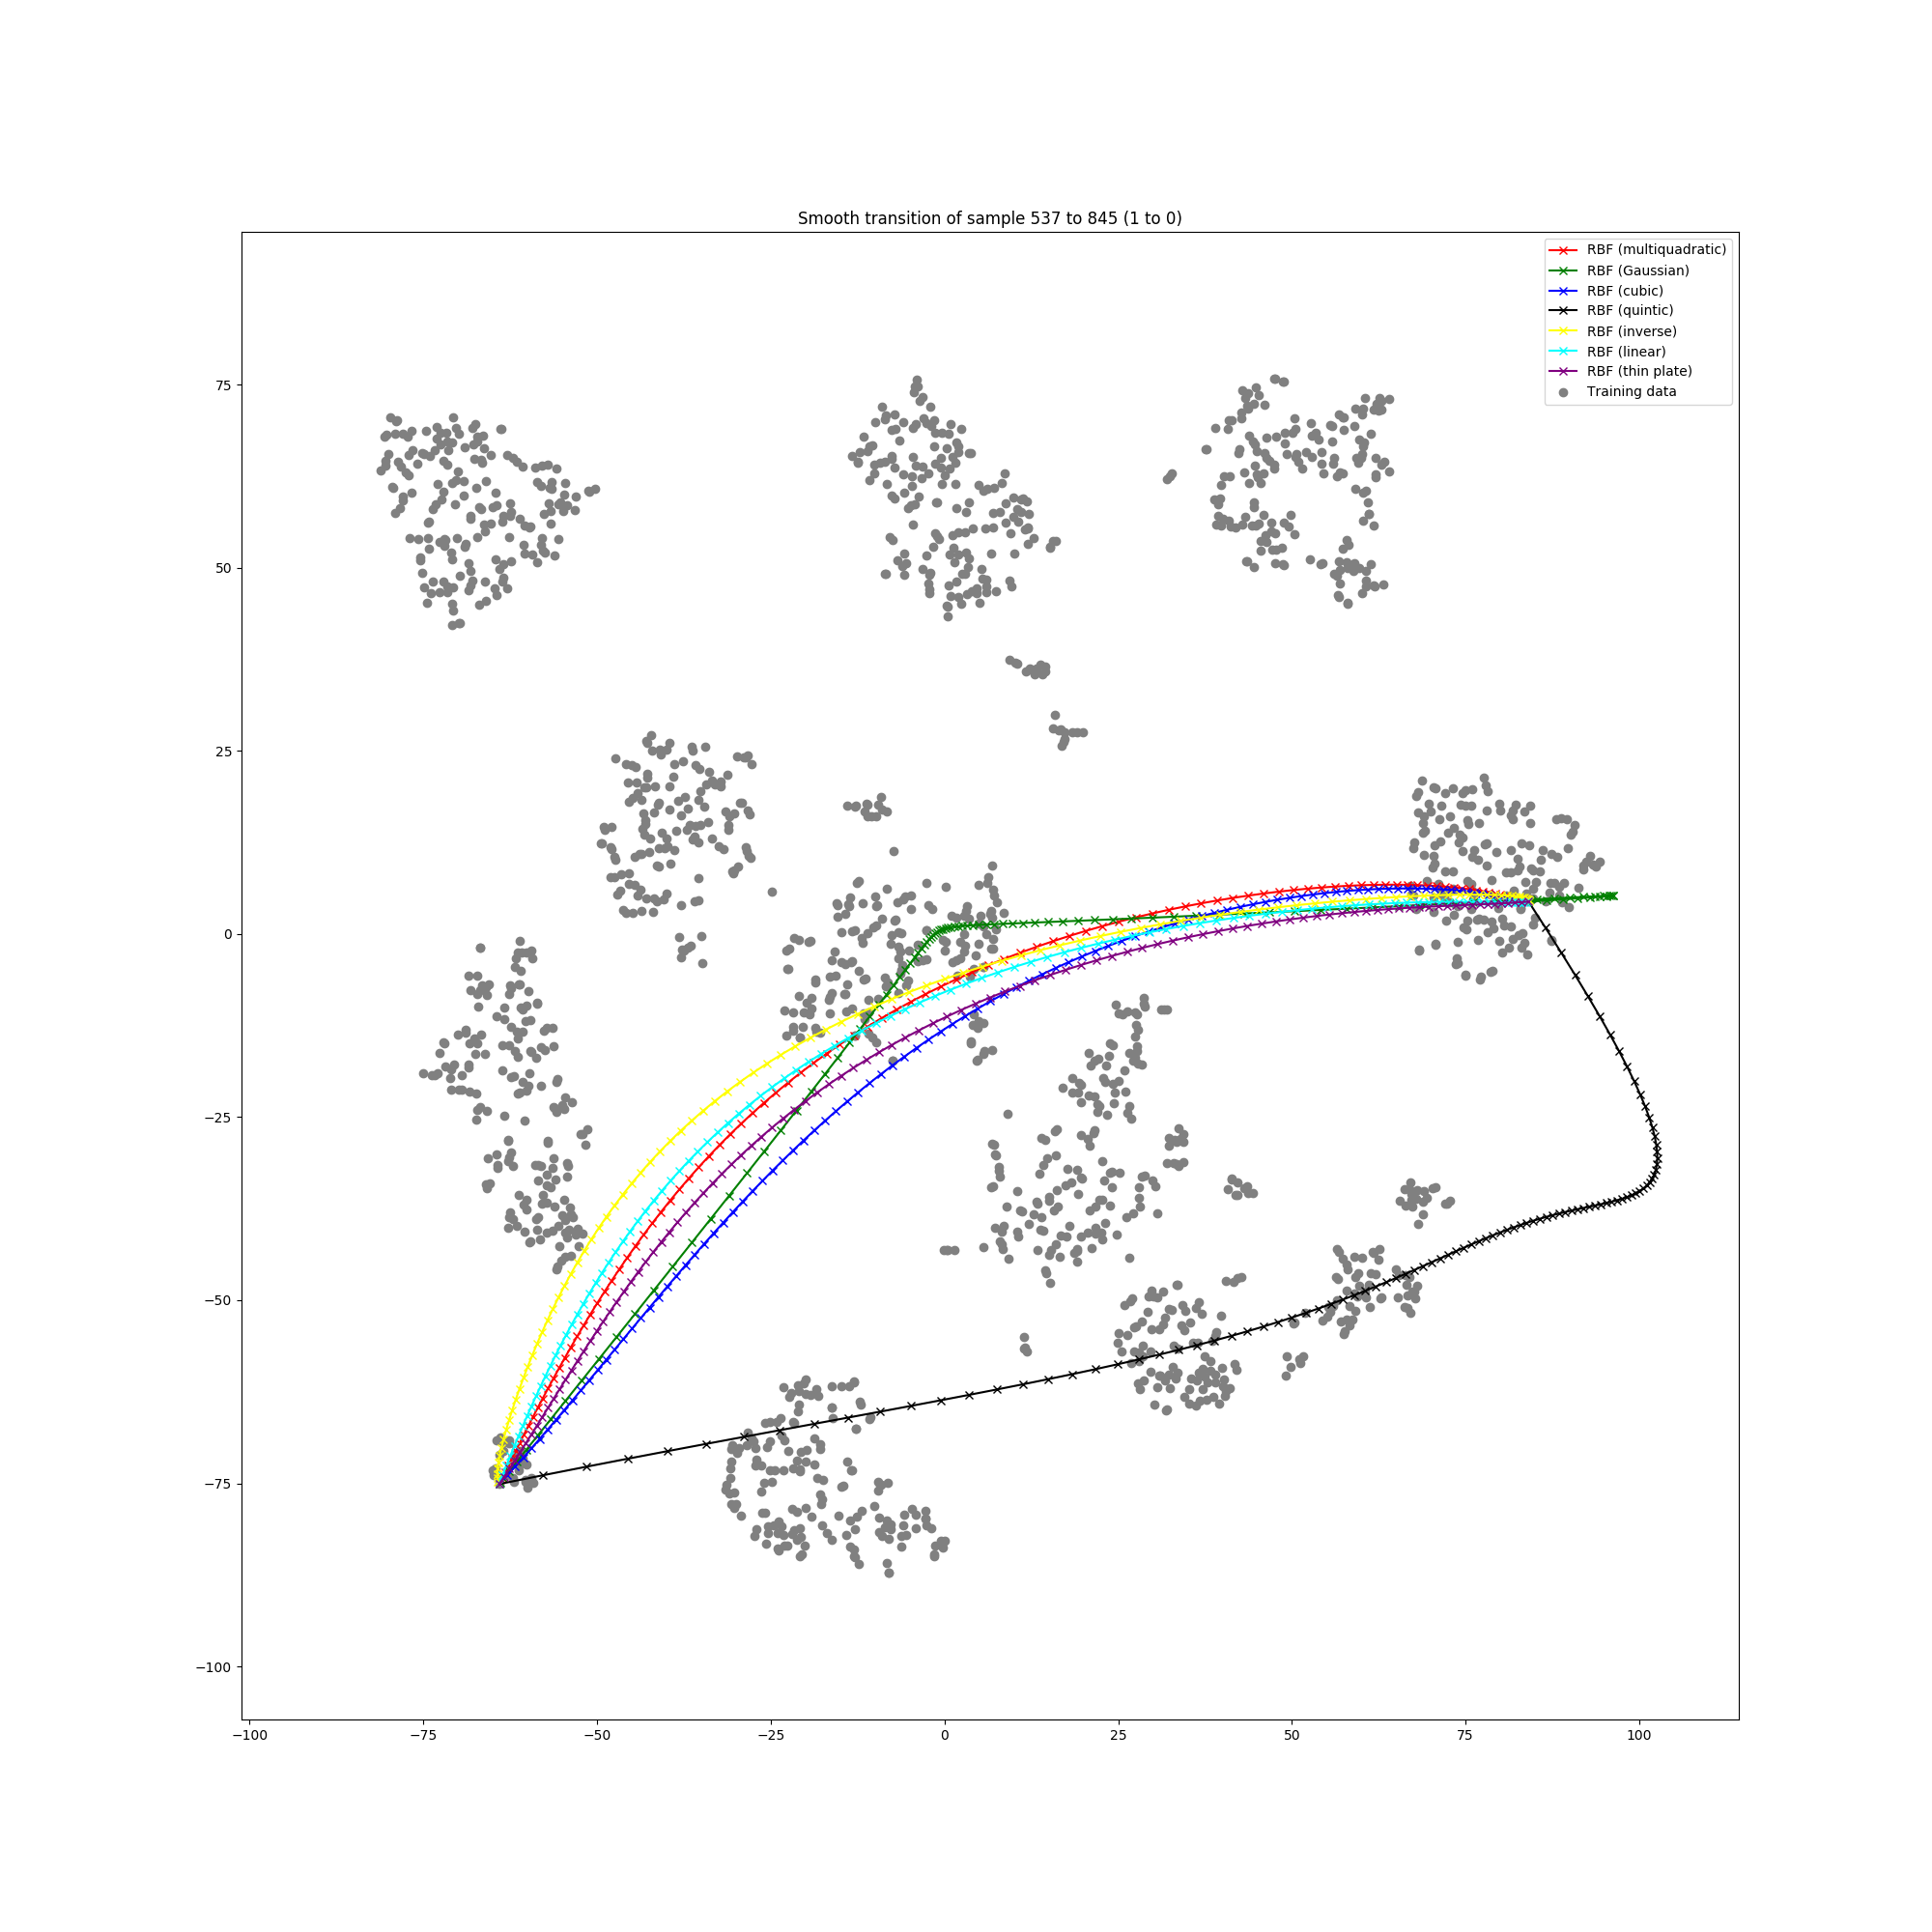 Smooth transition of sample 537 to 845 (1 to 0)
RBF (multiquadratic)
RBF (Gaussian)
RBF (cubic)
RBF (quintic)
RBF (inverse)
RBF (linear)
RBF (thin plate)
Training data
75
50
25
0
−25
−50
−75
−100
−100 −75 −50 −25 0 25 50 75 100